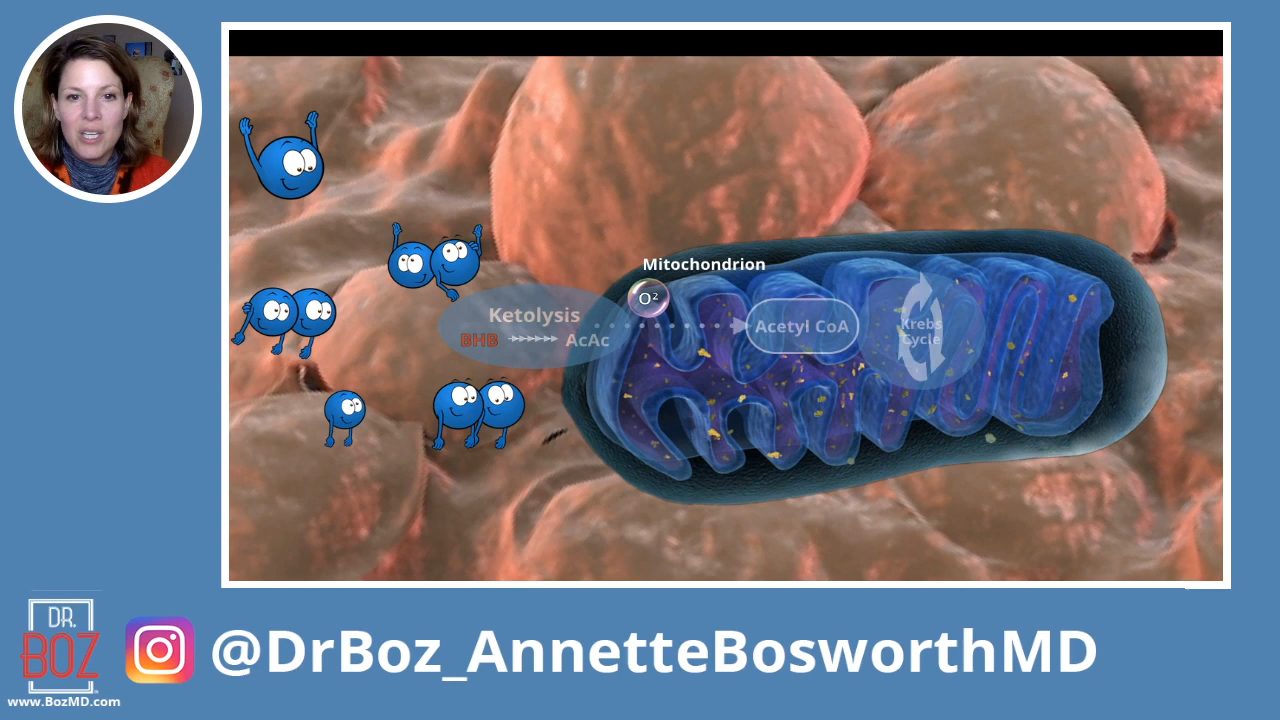 Mitochondrion
O²
Ketolysis
BHB
AcAc
Acetyl CoA
Krebs
Cycle
DR.
BOZ
www.BozMD.com
@DrBoz_AnnetteBosworthMD